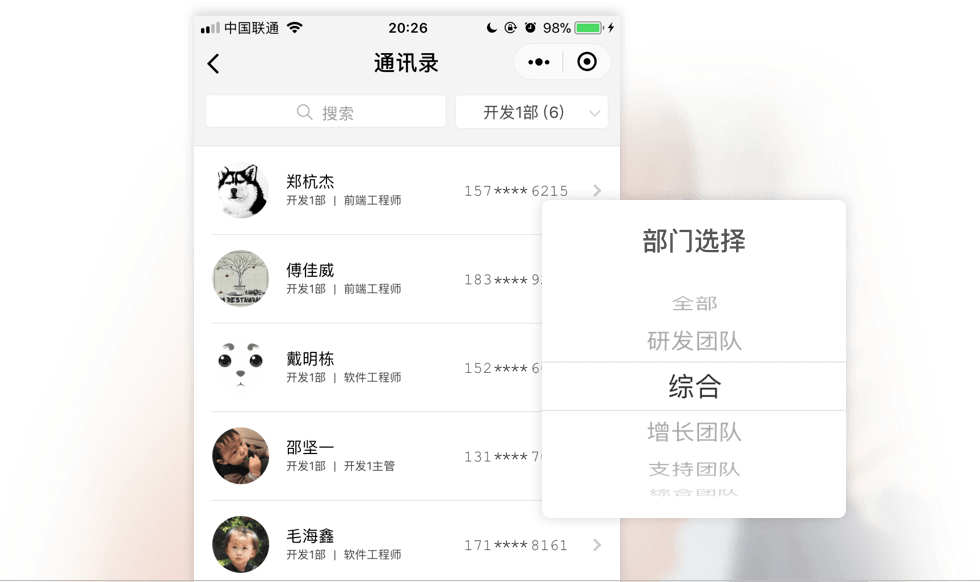 中国联通
20:26
98%
通讯录
搜索
开发1部 (6)
郑杭杰
开发1部 | 前端工程师
157****6215
傅佳威
开发1部 | 前端工程师
183****9
戴明栋
开发1部 | 软件工程师
152****6
邵坚一
开发1部 | 开发1主管
131****7
毛海鑫
开发1部 | 软件工程师
171****8161
部门选择
全部
研发团队
综合
增长团队
支持团队
综合团队